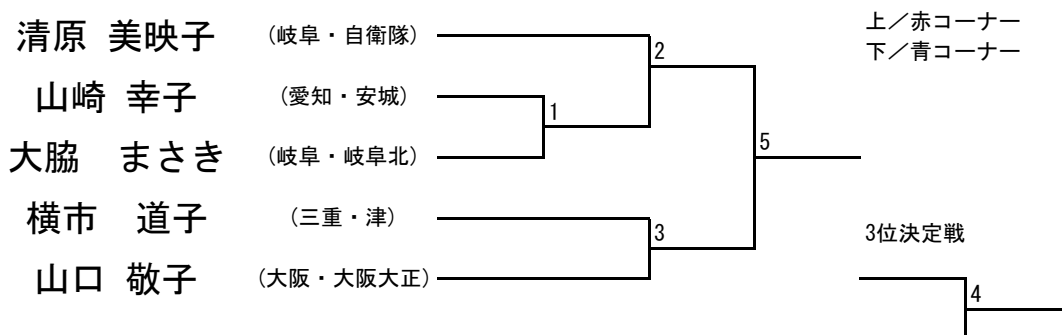 清原 美映子 (岐阜・自衛隊)
山崎 幸子 (愛知・安城)
大脇 まさき (岐阜・岐阜北)
横市 道子 (三重・津)
山口 敬子 (大阪・大阪大正)
1
2
3
5
上／赤コーナー
下／青コーナー
3位決定戦
4